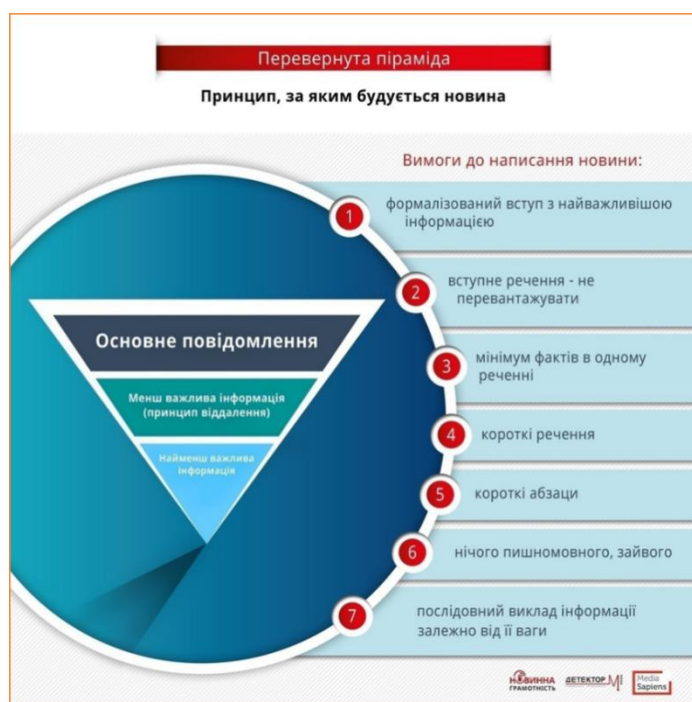 Перевернута піраміда
Принцип, за яким будується новина
Вимоги до написання новини:
1
формалізований вступ з найважливішою
інформацією
2
вступне речення - не
перевантажувати
3
мінімум фактів в одному
реченні
4
короткі речення
5
короткі абзаци
6
нічого пишномовного, зайвого
7
послідовний виклад інформації
залежно від її ваги
Основне повідомлення
Менш важлива інформація
(принцип віддалення)
Найменш важлива
інформація
НОВИННА
ГРАМОТНІСТЬ
ДЕТЕКТОР МІ
Media
Sapiens